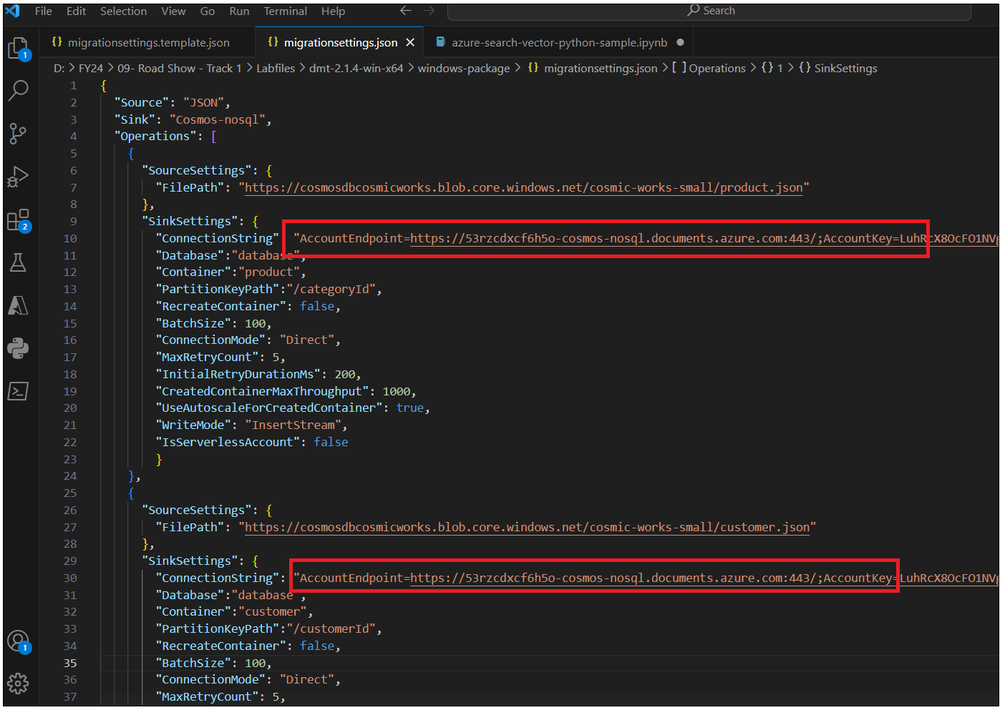 File Edit Selection View Go Run Terminal Help Search
migrationsettings.template.json migrationsettings.json azure-search-vector-python-sample.ipynb
D: > FY24 > 09- Road Show - Track 1 > Labfiles > dmt-2.1.4-win-x64 > windows-package > {} migrationsettings.json > [ ] Operations > {} 1 > {} SinkSettings
1 {
2 "Source": "JSON",
3 "Sink": "Cosmos-nosql",
4 "Operations": [
5 {
6 "SourceSettings": {
7 "FilePath": "https://cosmosdbcosmicworks.blob.core.windows.net/cosmic-works-small/product.json"
8 },
9 "SinkSettings": {
10 "ConnectionString" "AccountEndpoint=https://53rzcdxcf6h5o-cosmos-nosql.documents.azure.com:443/;AccountKey=LuhRcX8OcFO1NVg
11 "Database":"database",
12 "Container":"product",
13 "PartitionKeyPath":"/categoryId",
14 "RecreateContainer": false,
15 "BatchSize": 100,
16 "ConnectionMode": "Direct",
17 "MaxRetryCount": 5,
18 "InitialRetryDurationMs": 200,
19 "CreatedContainerMaxThroughput": 1000,
20 "UseAutoscaleForCreatedContainer": true,
21 "WriteMode": "InsertStream",
22 "IsServerlessAccount": false
23 }
24 },
25 {
26 "SourceSettings": {
27 "FilePath": "https://cosmosdbcosmicworks.blob.core.windows.net/cosmic-works-small/customer.json"
28 },
29 "SinkSettings": {
30 "ConnectionString": "AccountEndpoint=https://53rzcdxcf6h5o-cosmos-nosql.documents.azure.com:443/;AccountKey=LuhRcX8OcFO1NVg
31 "Database":"database ,
32 "Container":"customer",
33 "PartitionKeyPath":"/customerId",
34 "RecreateContainer": false,
35 "BatchSize": 100,
36 "ConnectionMode": "Direct",
37 "MaxRetryCount": 5,
1
2
1